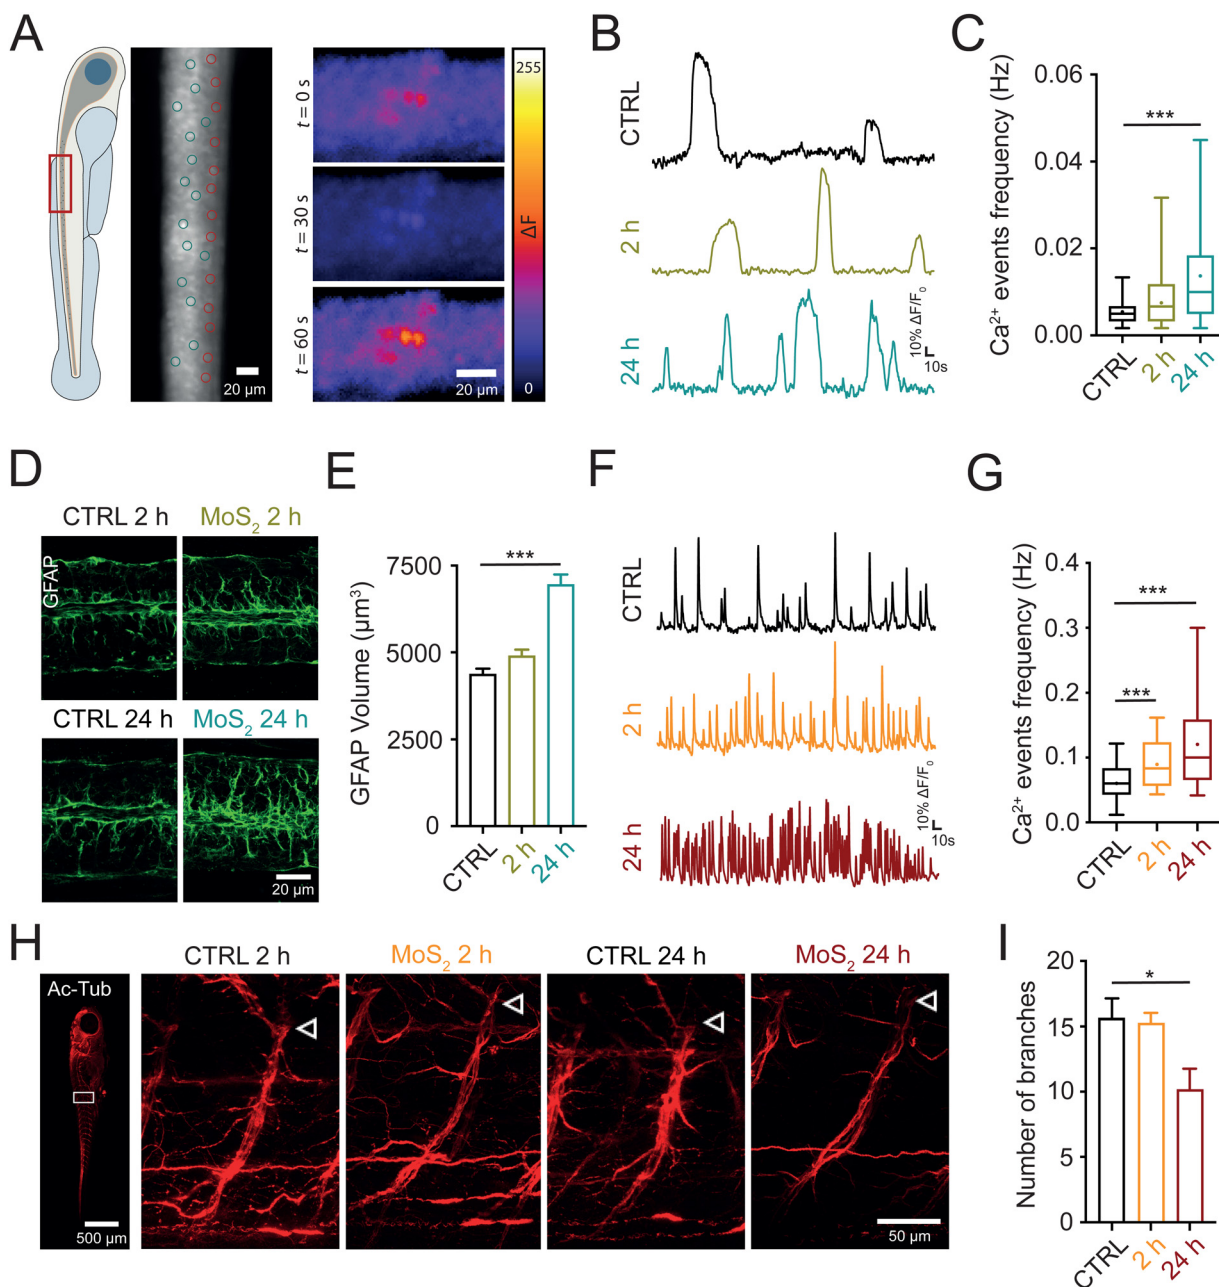 A
t = 0 s
t = 30 s
t = 60 s
20 µm
20 µm
255
ΔF
0
B
CTRL
2 h
24 h
10% ΔF/F₀
10s
C
Ca²⁺ events frequency (Hz)
0.06
0.04
0.02
0.00
***
CTRL
2 h
24 h
D
CTRL 2 h
MoS₂ 2 h
GFAP
CTRL 24 h
MoS₂ 24 h
20 µm
E
GFAP Volume (µm³)
7500
5000
2500
0
***
CTRL
2 h
24 h
F
CTRL
2 h
24 h
10% ΔF/F₀
10s
G
Ca²⁺ events frequency (Hz)
0.4
0.3
0.2
0.1
0.0
***
***
CTRL
2 h
24 h
H
Ac-Tub
500 µm
CTRL 2 h
MoS₂ 2 h
CTRL 24 h
MoS₂ 24 h
50 µm
I
Number of branches
20
15
10
5
0
*
CTRL
2 h
24 h